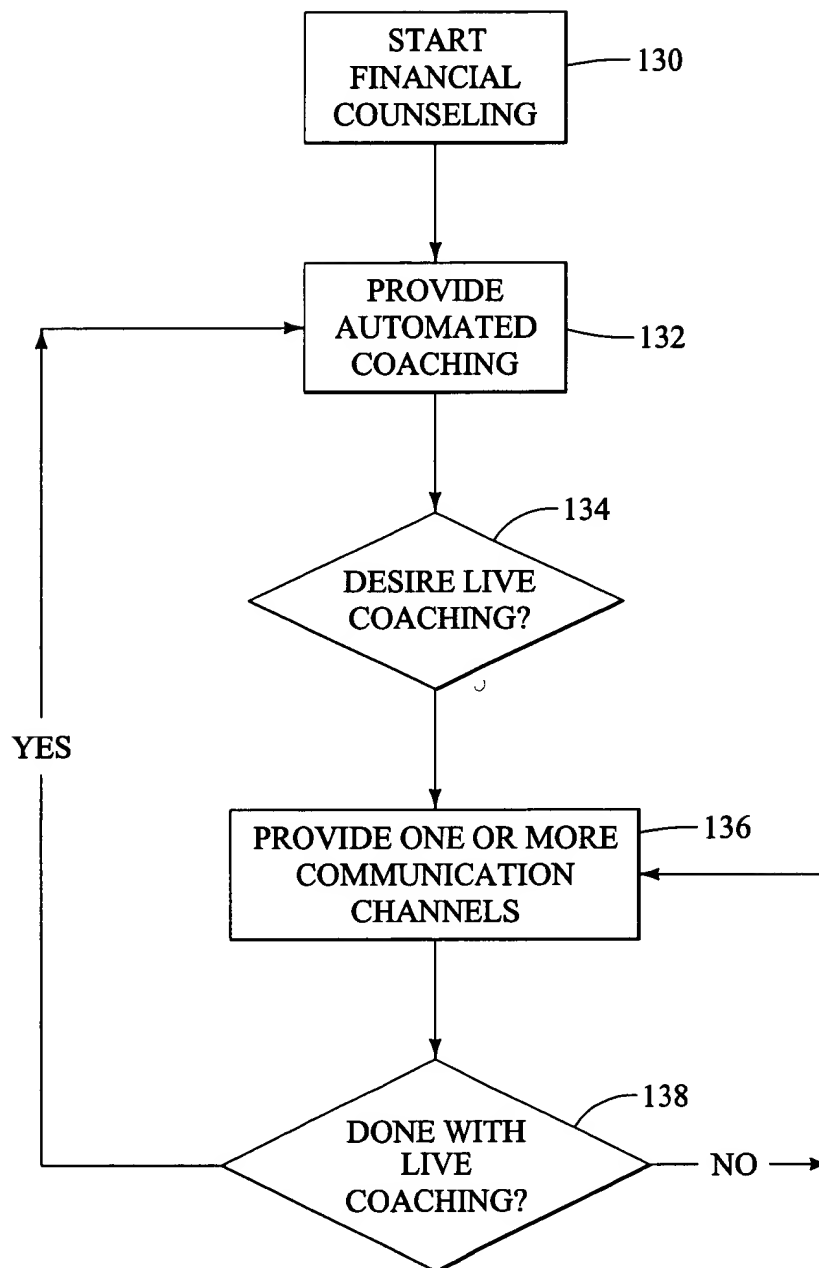 START
FINANCIAL
COUNSELING
130
PROVIDE
AUTOMATED
COACHING
132
134
DESIRE LIVE
COACHING?
YES
PROVIDE ONE OR MORE
COMMUNICATION
CHANNELS
136
138
DONE WITH
LIVE
COACHING?
NO